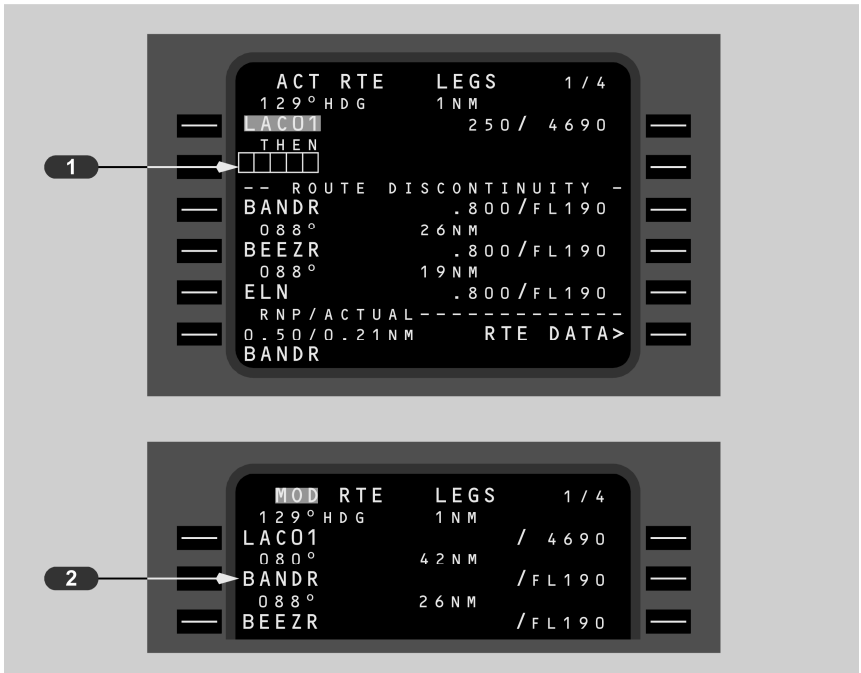 ACT RTE LEGS 1/4
129°HDG 1NM
LACO1 250/ 4690
THEN
1
-- ROUTE DISCONTINUITY -
BANDR .800/FL190
088° 26NM
BEEZR .800/FL190
088° 19NM
ELN .800/FL190
RNP/ACTUAL-------------
0.50/0.21NM RTE DATA>
BANDR
MOD RTE LEGS 1/4
129°HDG 1NM
LACO1 / 4690
080° 42NM
2 BANDR /FL190
088° 26NM
BEEZR /FL190